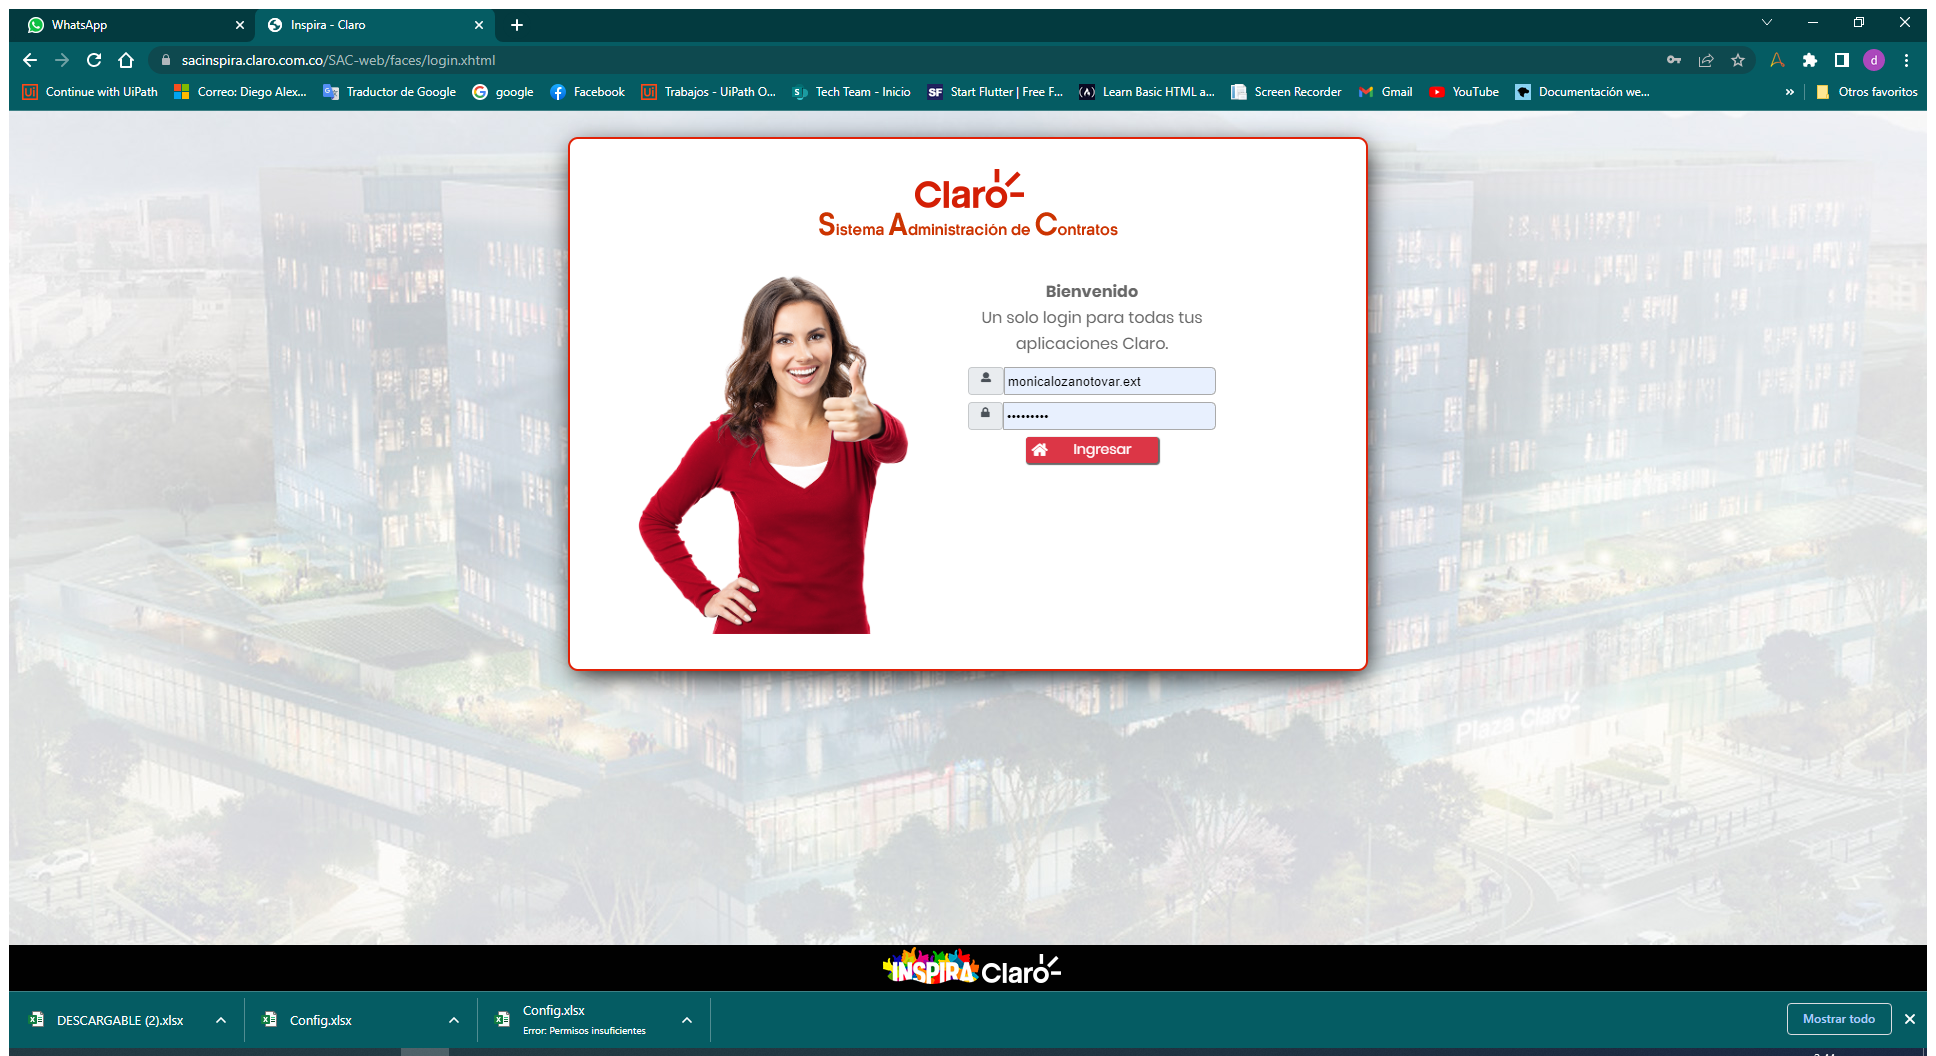 WhatsApp
Inspira - Claro
sacinspira.claro.com.co/SAC-web/faces/login.xhtml
d
Ui Continue with UiPath
Correo: Diego Alex...
Traductor de Google
google
Facebook
Ui Trabajos - UiPath O...
Tech Team - Inicio
SF Start Flutter | Free F...
Learn Basic HTML a...
Screen Recorder
Gmail
YouTube
Documentación we...
»
Otros favoritos
Claro
Sistema Administración de Contratos
Bienvenido
Un solo login para todas tus
aplicaciones Claro.
monicalozanotovar.ext
•••••••••
Ingresar
Plaza Claro
INSPIRA Claro
DESCARGABLE (2).xlsx
Config.xlsx
Config.xlsx
Error: Permisos insuficientes
Mostrar todo